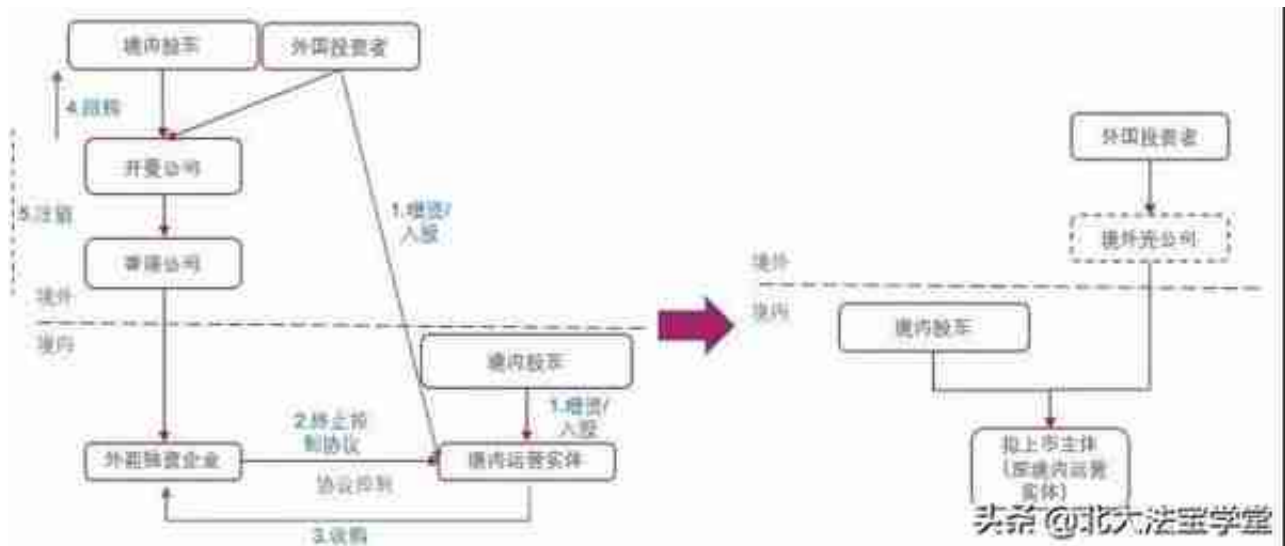 境内股东
外国投资者
4.回购
开曼公司
5.注销
香港公司
1.增资/
入股
境外
境内
境内股东
1.增资/
入股
2.终止控
制协议
外商独资企业
境内运营实体
协议控制
3.收购
外国投资者
境外壳公司
境外
境内
境内股东
拟上市主体
(原境内运营
实体)
头条 @北大法宝学堂